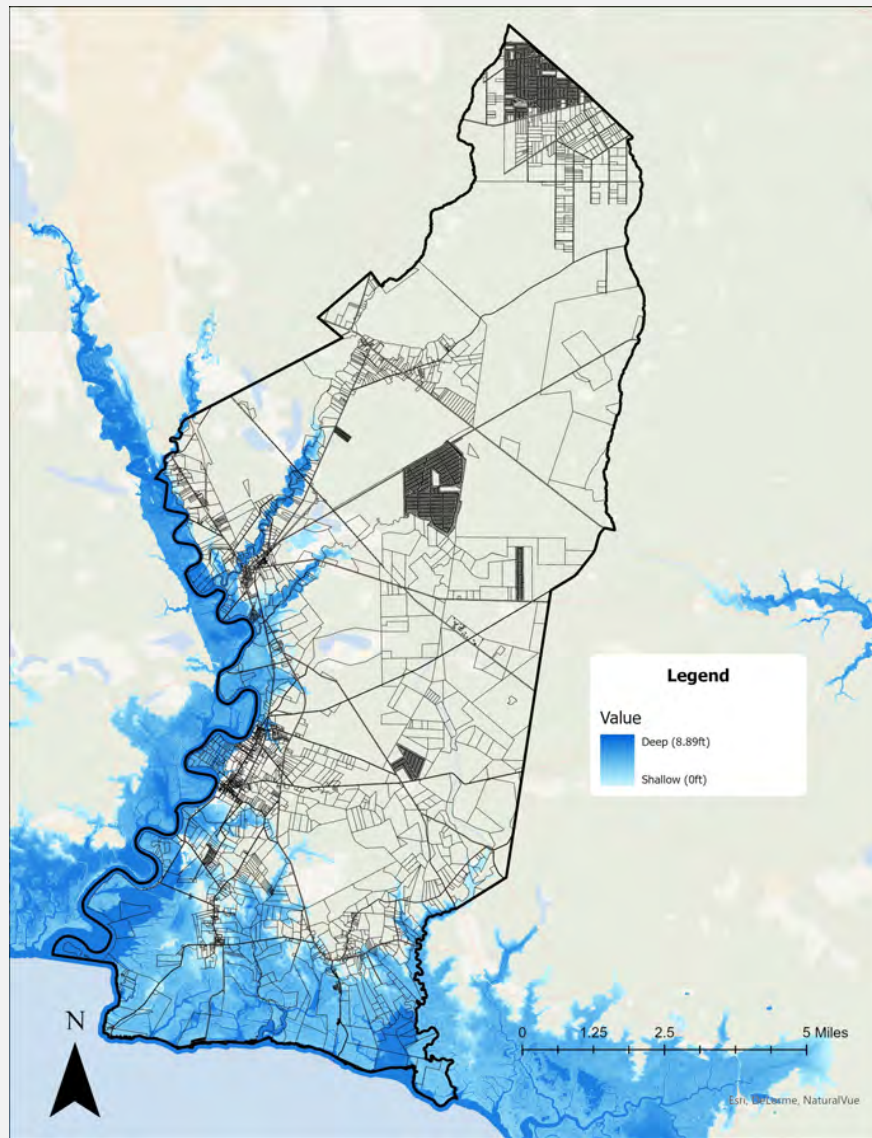 Legend
Value
Deep (8.89ft)
Shallow (0ft)
N
0 1.25 2.5 5 Miles
Esri, DeLorme, NaturalVue